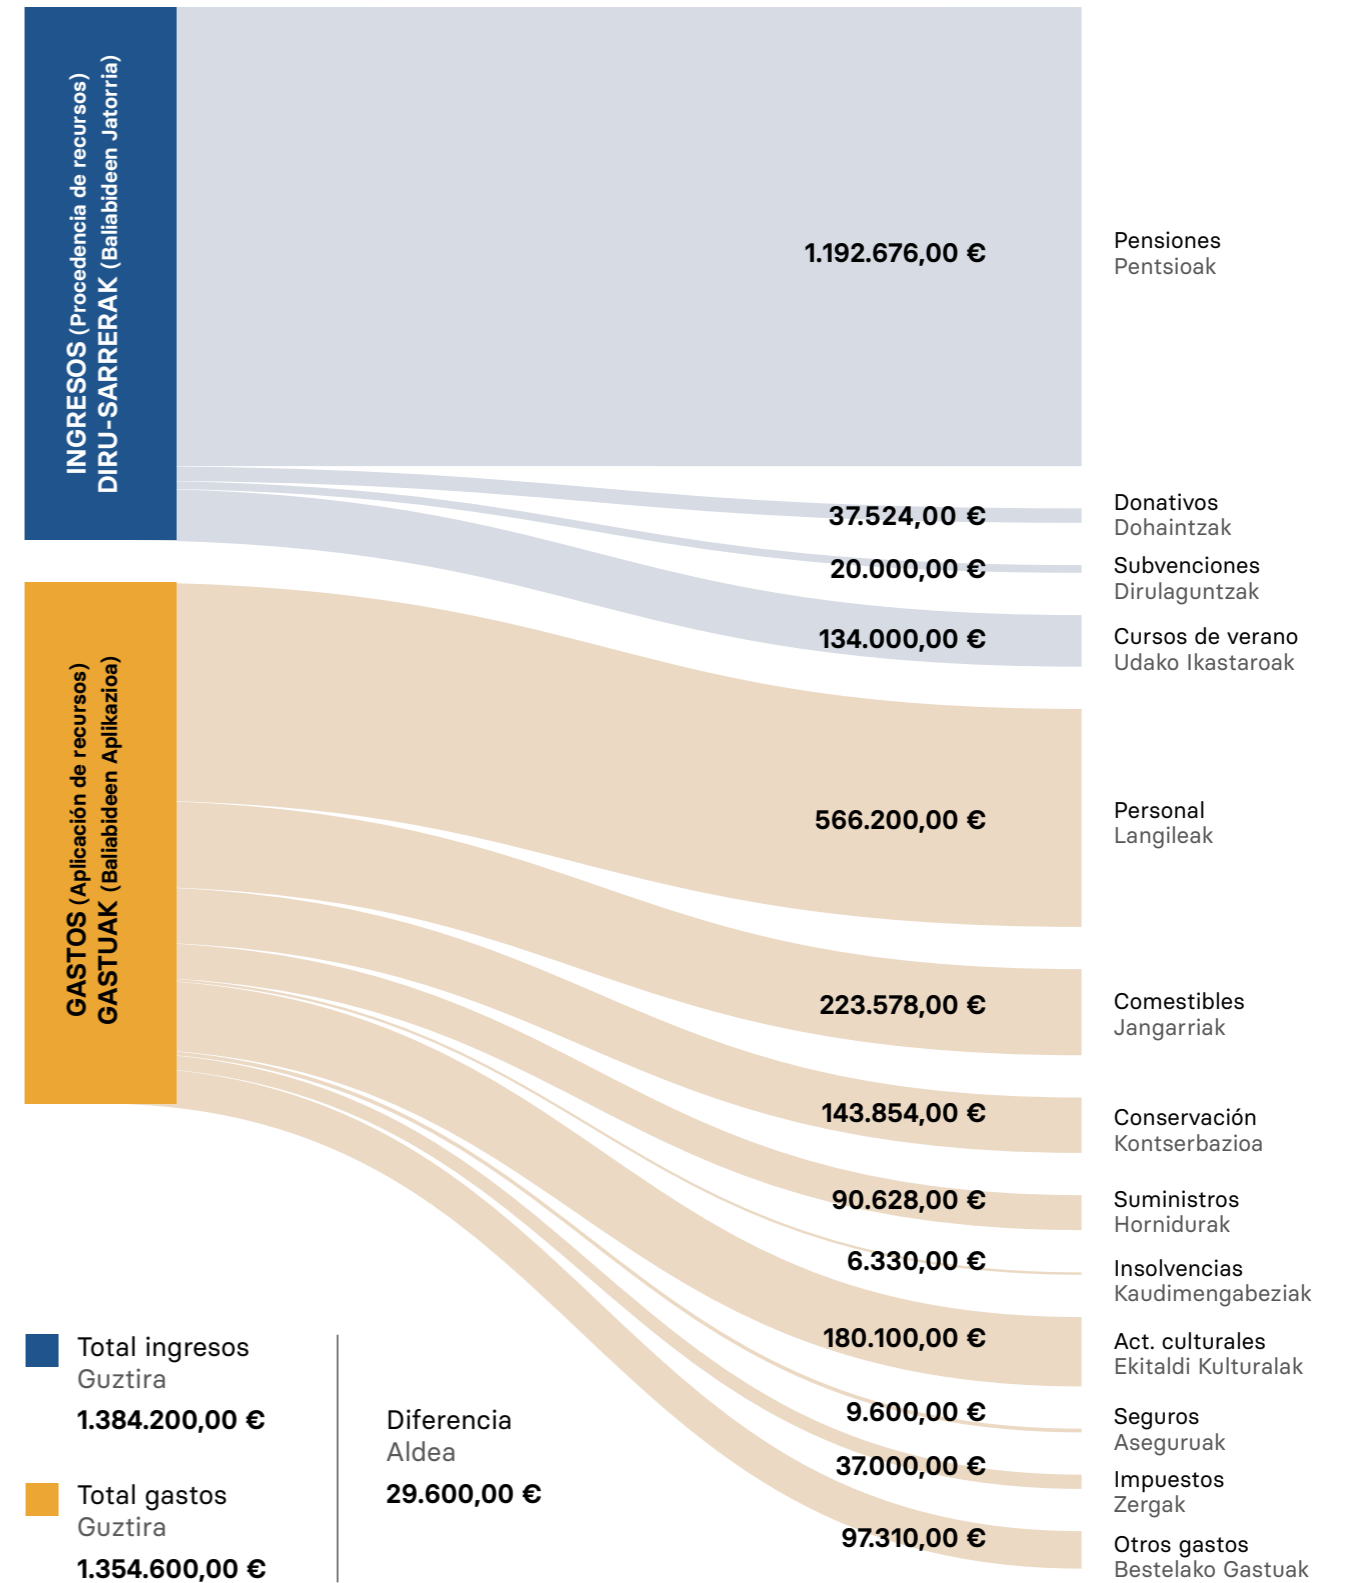 INGRESOS (Procedencia de recursos)
DIRU-SARRERAK (Baliabideen Jatorria)
1.192.676,00 €
Pensiones
Pentsioak
37.524,00 €
Donativos
Dohaintzak
20.000,00 €
Subvenciones
Dirulaguntzak
134.000,00 €
Cursos de verano
Udako Ikastaroak
GASTOS (Aplicación de recursos)
GASTUAK (Baliabideen Aplikazioa)
566.200,00 €
Personal
Langileak
223.578,00 €
Comestibles
Jangarriak
143.854,00 €
Conservación
Kontserbazioa
90.628,00 €
Suministros
Hornidurak
6.330,00 €
Insolvencias
Kaudimengabeziak
180.100,00 €
Act. culturales
Ekitaldi Kulturalak
9.600,00 €
Seguros
Aseguruak
37.000,00 €
Impuestos
Zergak
97.310,00 €
Otros gastos
Bestelako Gastuak
Total ingresos
Guztira
1.384.200,00 €
Total gastos
Guztira
1.354.600,00 €
Diferencia
Aldea
29.600,00 €